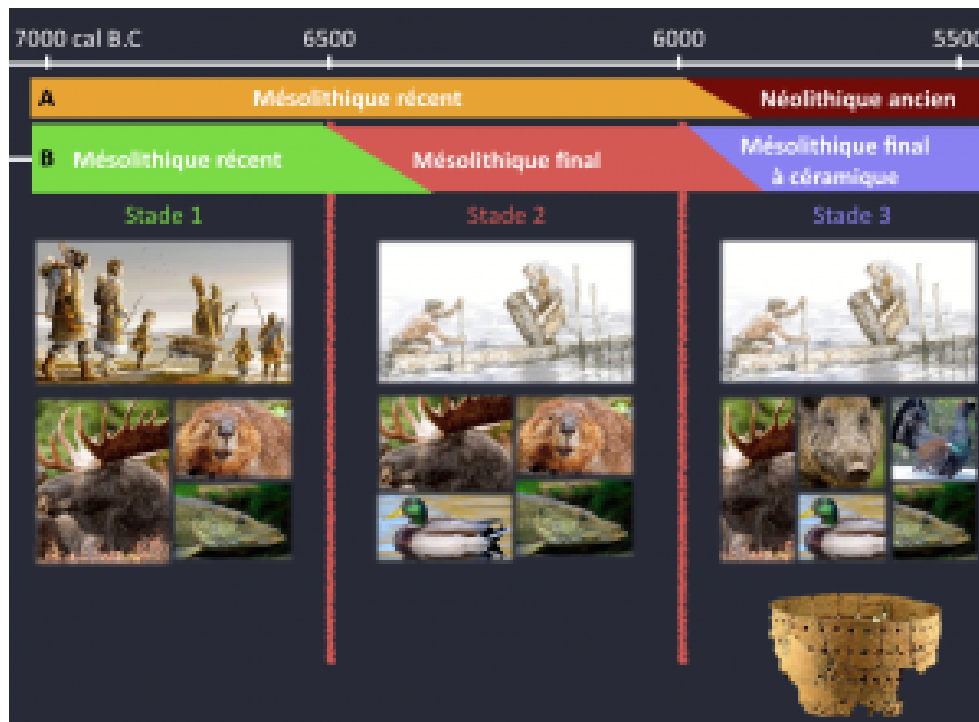 7000 cal B.C 6500 6000 5500
A Mésolithique récent Néolithique ancien
B Mésolithique récent Mésolithique final Mésolithique final
à céramique
Stade 1 Stade 2 Stade 3